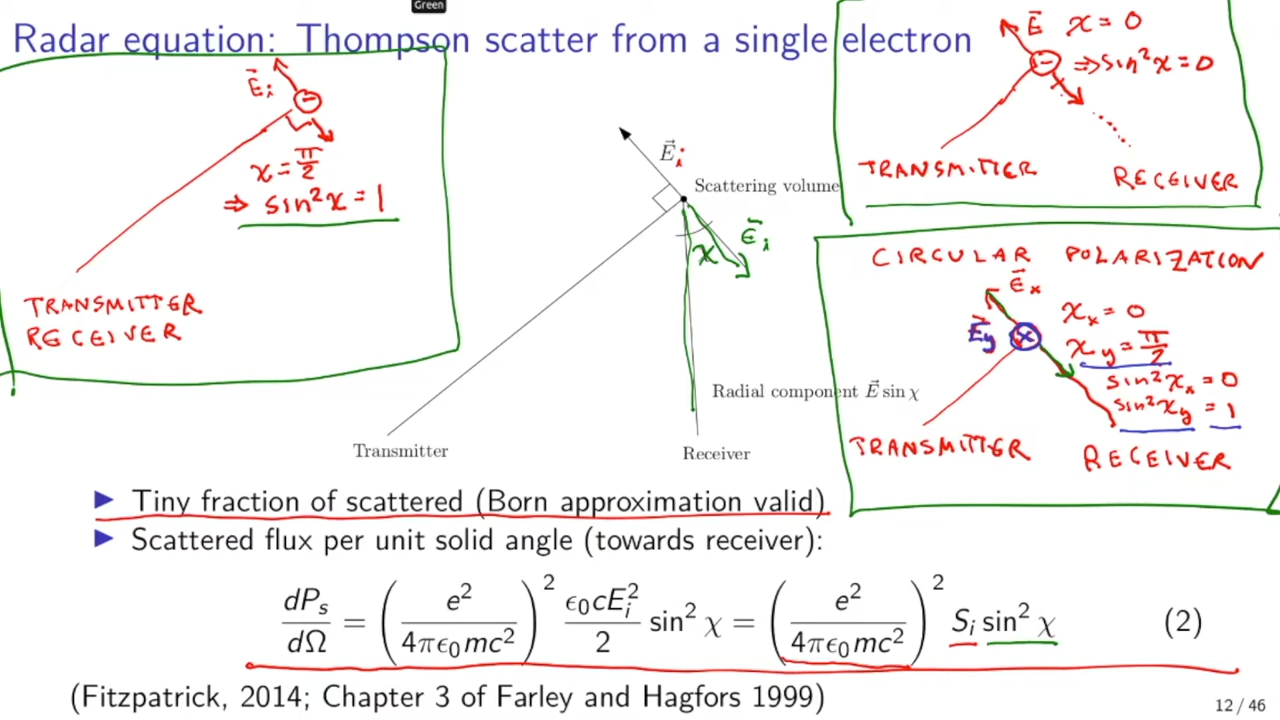 Green
Radar equation: Thompson scatter from a single electron
E⃗ᵢ
−
χ = π/2
⇒ sin²χ = 1
TRANSMITTER
RECEIVER
E⃗ χ = 0
− ⇒ sin²χ = 0
TRANSMITTER
RECEIVER
E⃗ᵢ
Scattering volume
E⃗ᵢ
χ
Radial component E⃗ sin χ
Transmitter
Receiver
CIRCULAR POLARIZATION
E⃗ₓ
χₓ = 0
E⃗_y x
χ_y = π/2
sin²χₓ = 0
sin²χ_y = 1
TRANSMITTER
RECEIVER
▶ Tiny fraction of scattered (Born approximation valid)
▶ Scattered flux per unit solid angle (towards receiver):
dPₛ/dΩ = (e²/4πϵ₀mc²)² ϵ₀cEᵢ²/2 sin² χ = (e²/4πϵ₀mc²)² Sᵢ sin² χ (2)
(Fitzpatrick, 2014; Chapter 3 of Farley and Hagfors 1999)
12 / 46